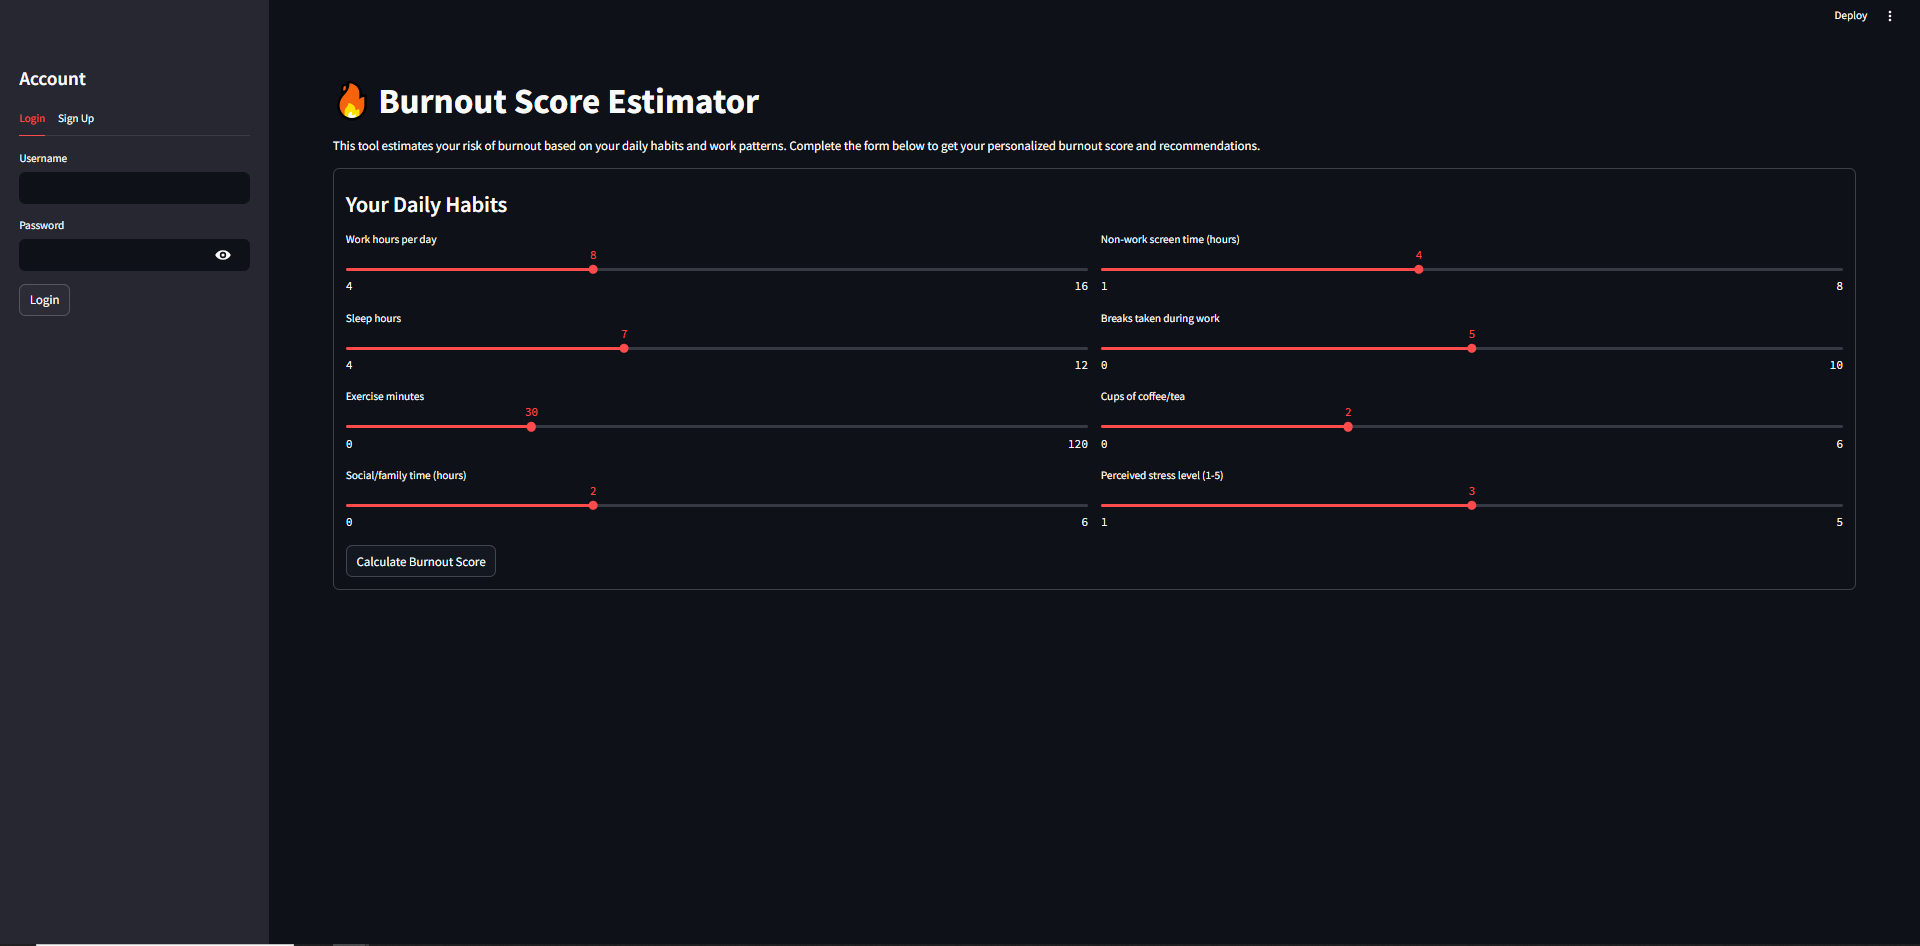 Deploy
Account
Login Sign Up
Username
Password
Login
🔥 Burnout Score Estimator
This tool estimates your risk of burnout based on your daily habits and work patterns. Complete the form below to get your personalized burnout score and recommendations.
Your Daily Habits
Work hours per day
8
4 16
Non-work screen time (hours)
4
1 8
Sleep hours
7
4 12
Breaks taken during work
5
0 10
Exercise minutes
30
0 120
Cups of coffee/tea
2
0 6
Social/family time (hours)
2
0 6
Perceived stress level (1-5)
3
1 5
Calculate Burnout Score